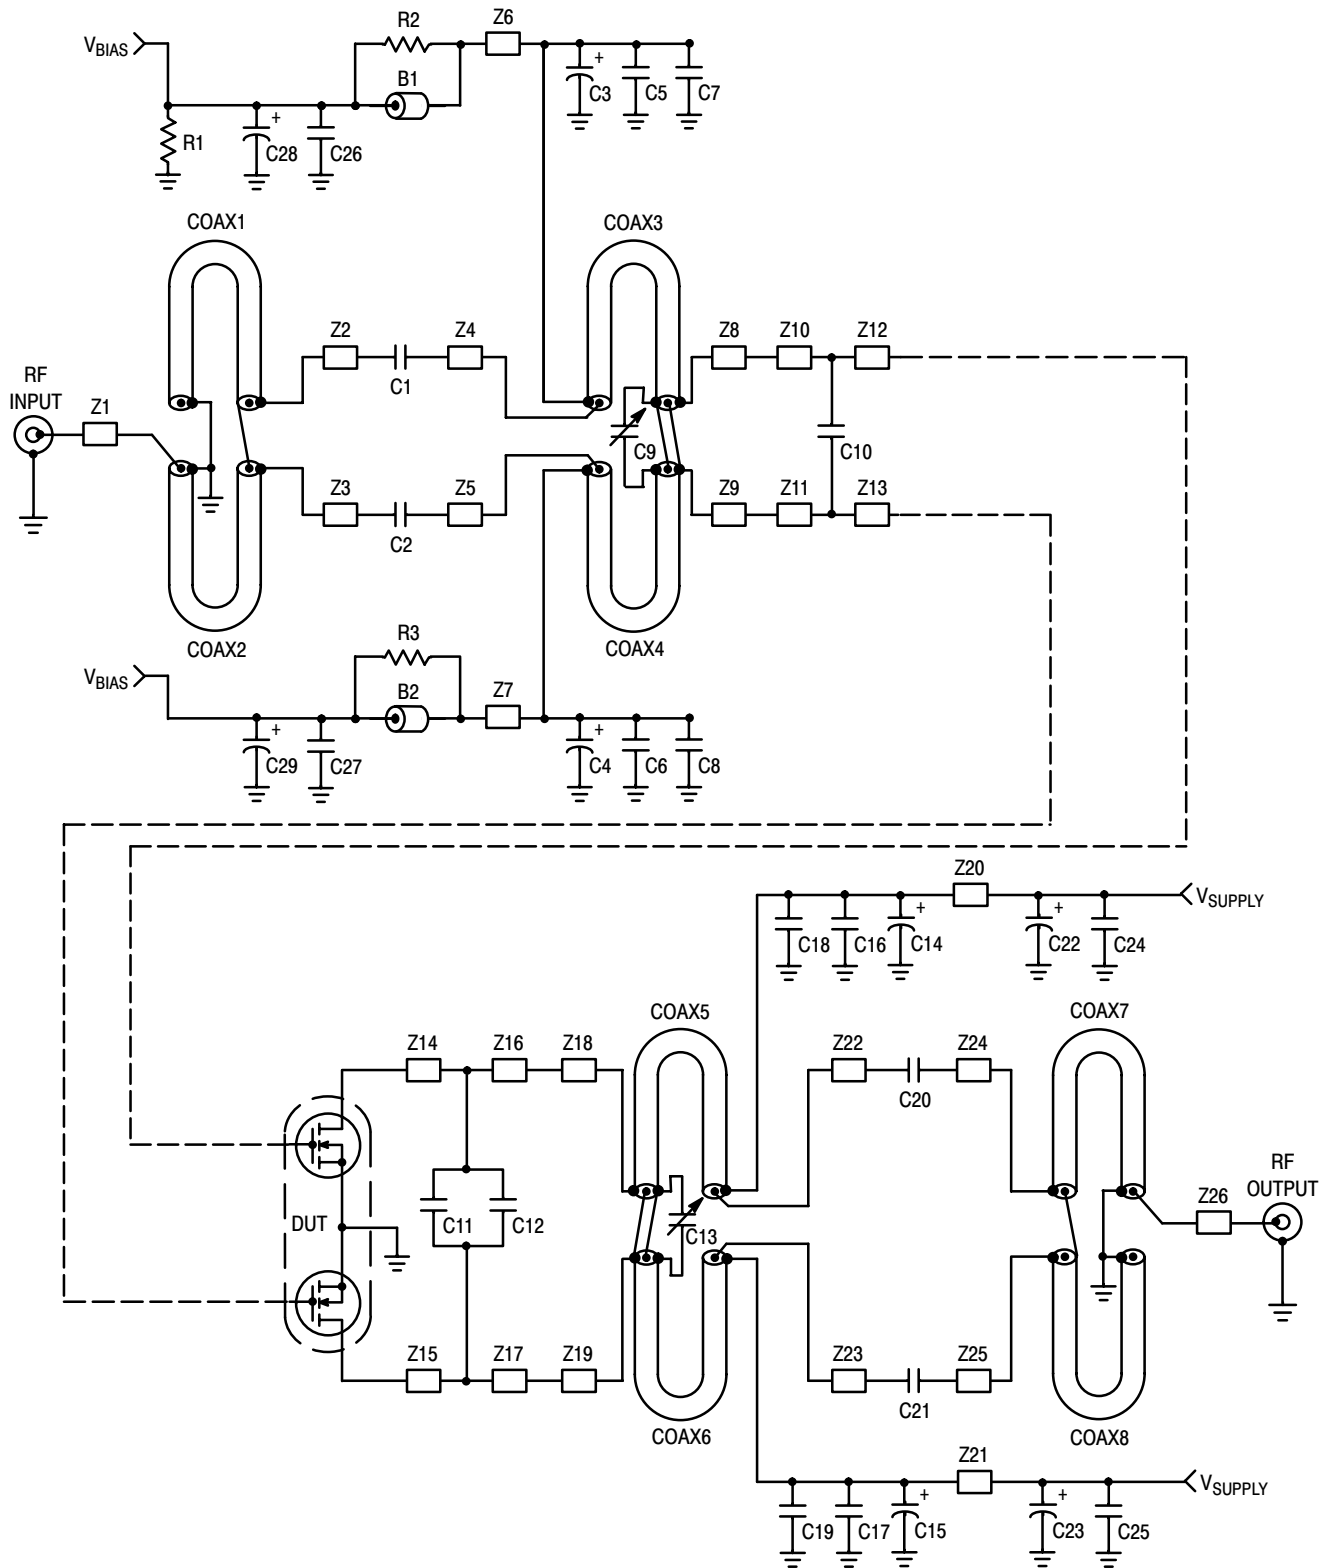 R2
Z6
VBIAS
B1
C3
C5
C7
R1
C28
+
C26
+
COAX1
COAX3
Z2
Z4
Z8
Z10
Z12
C1
RF
INPUT
Z1
C9
C10
Z3
Z5
Z9
Z11
Z13
C2
COAX2
COAX4
R3
VBIAS
B2
Z7
+
C29
C27
+
C4
C6
C8
Z20
VSUPPLY
+
+
C18
C16
C14
C22
C24
COAX5
COAX7
Z14
Z16
Z18
Z22
Z24
C20
RF
OUTPUT
Z26
DUT
C11
C12
C13
Z15
Z17
Z19
Z23
Z25
C21
COAX6
COAX8
Z21
VSUPPLY
+
+
C19
C17
C15
C23
C25